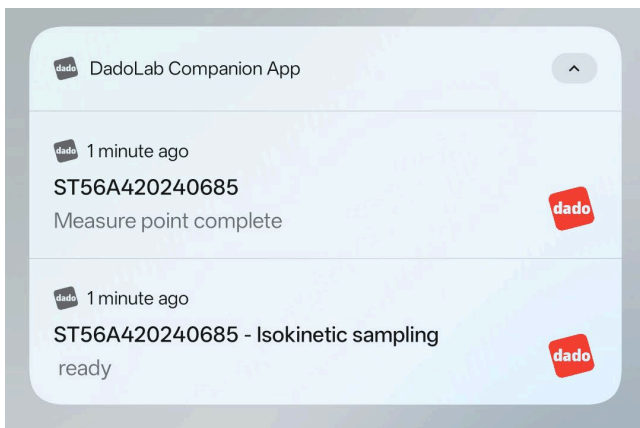 dado DadoLab Companion App
dado 1 minute ago
ST56A420240685
Measure point complete
dado
dado 1 minute ago
ST56A420240685 - Isokinetic sampling
ready
dado